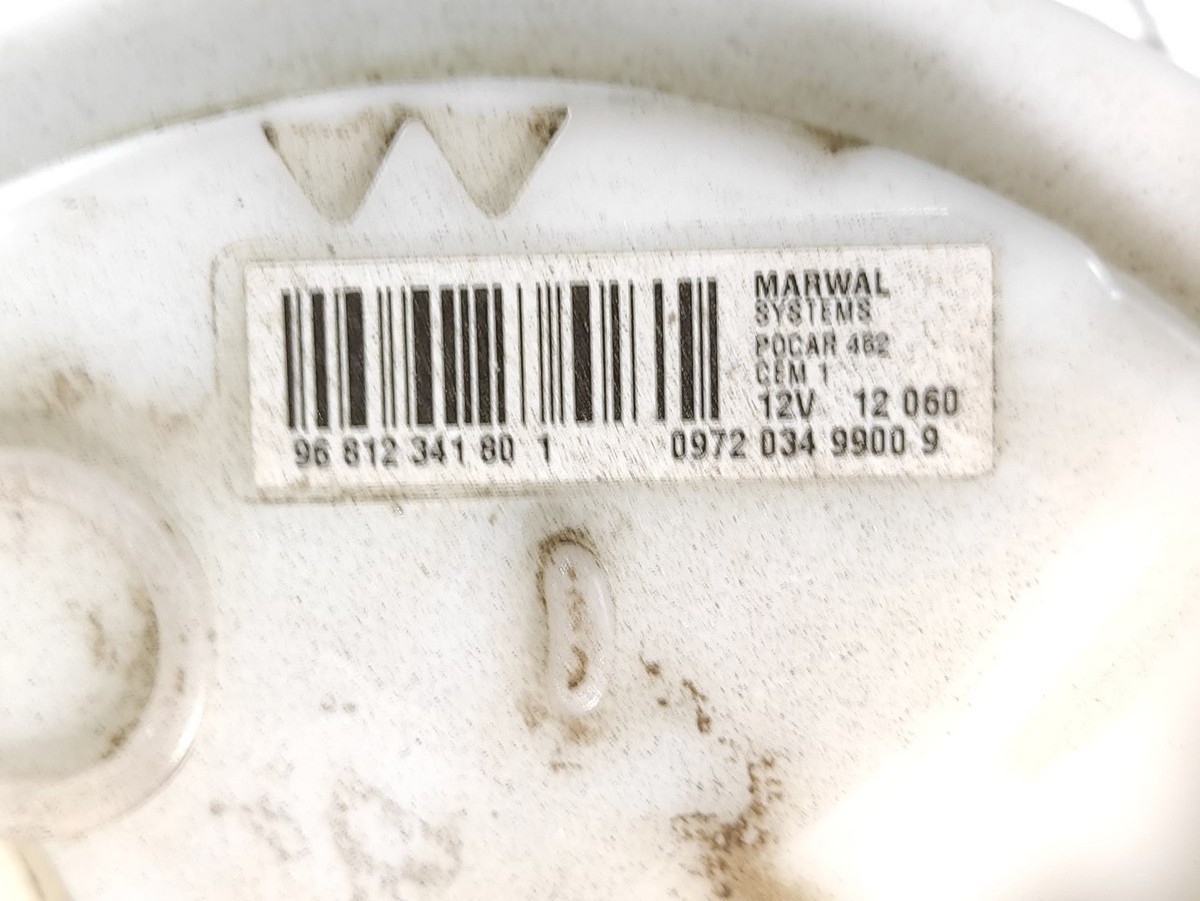 MARWAL
SYSTEMS
POCAR 462
CEM 1
12V 12 060
96 812 341 80 1 0972 034 9900 9